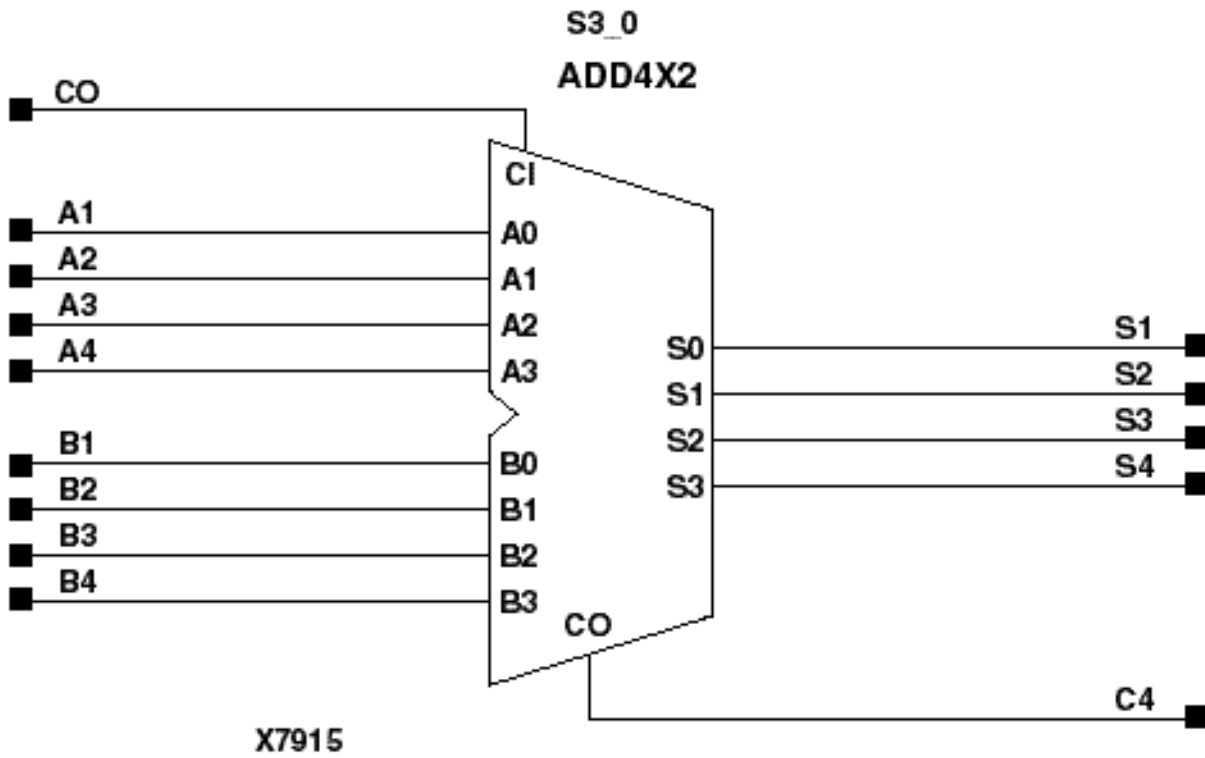 S3_0
ADD4X2
CO
CI
A1
A0
A2
A1
A3
A2
A4
A3
S1
S0
S2
S1
S3
S2
S4
S3
B1
B0
B2
B1
B3
B2
B4
B3
CO
C4
X7915